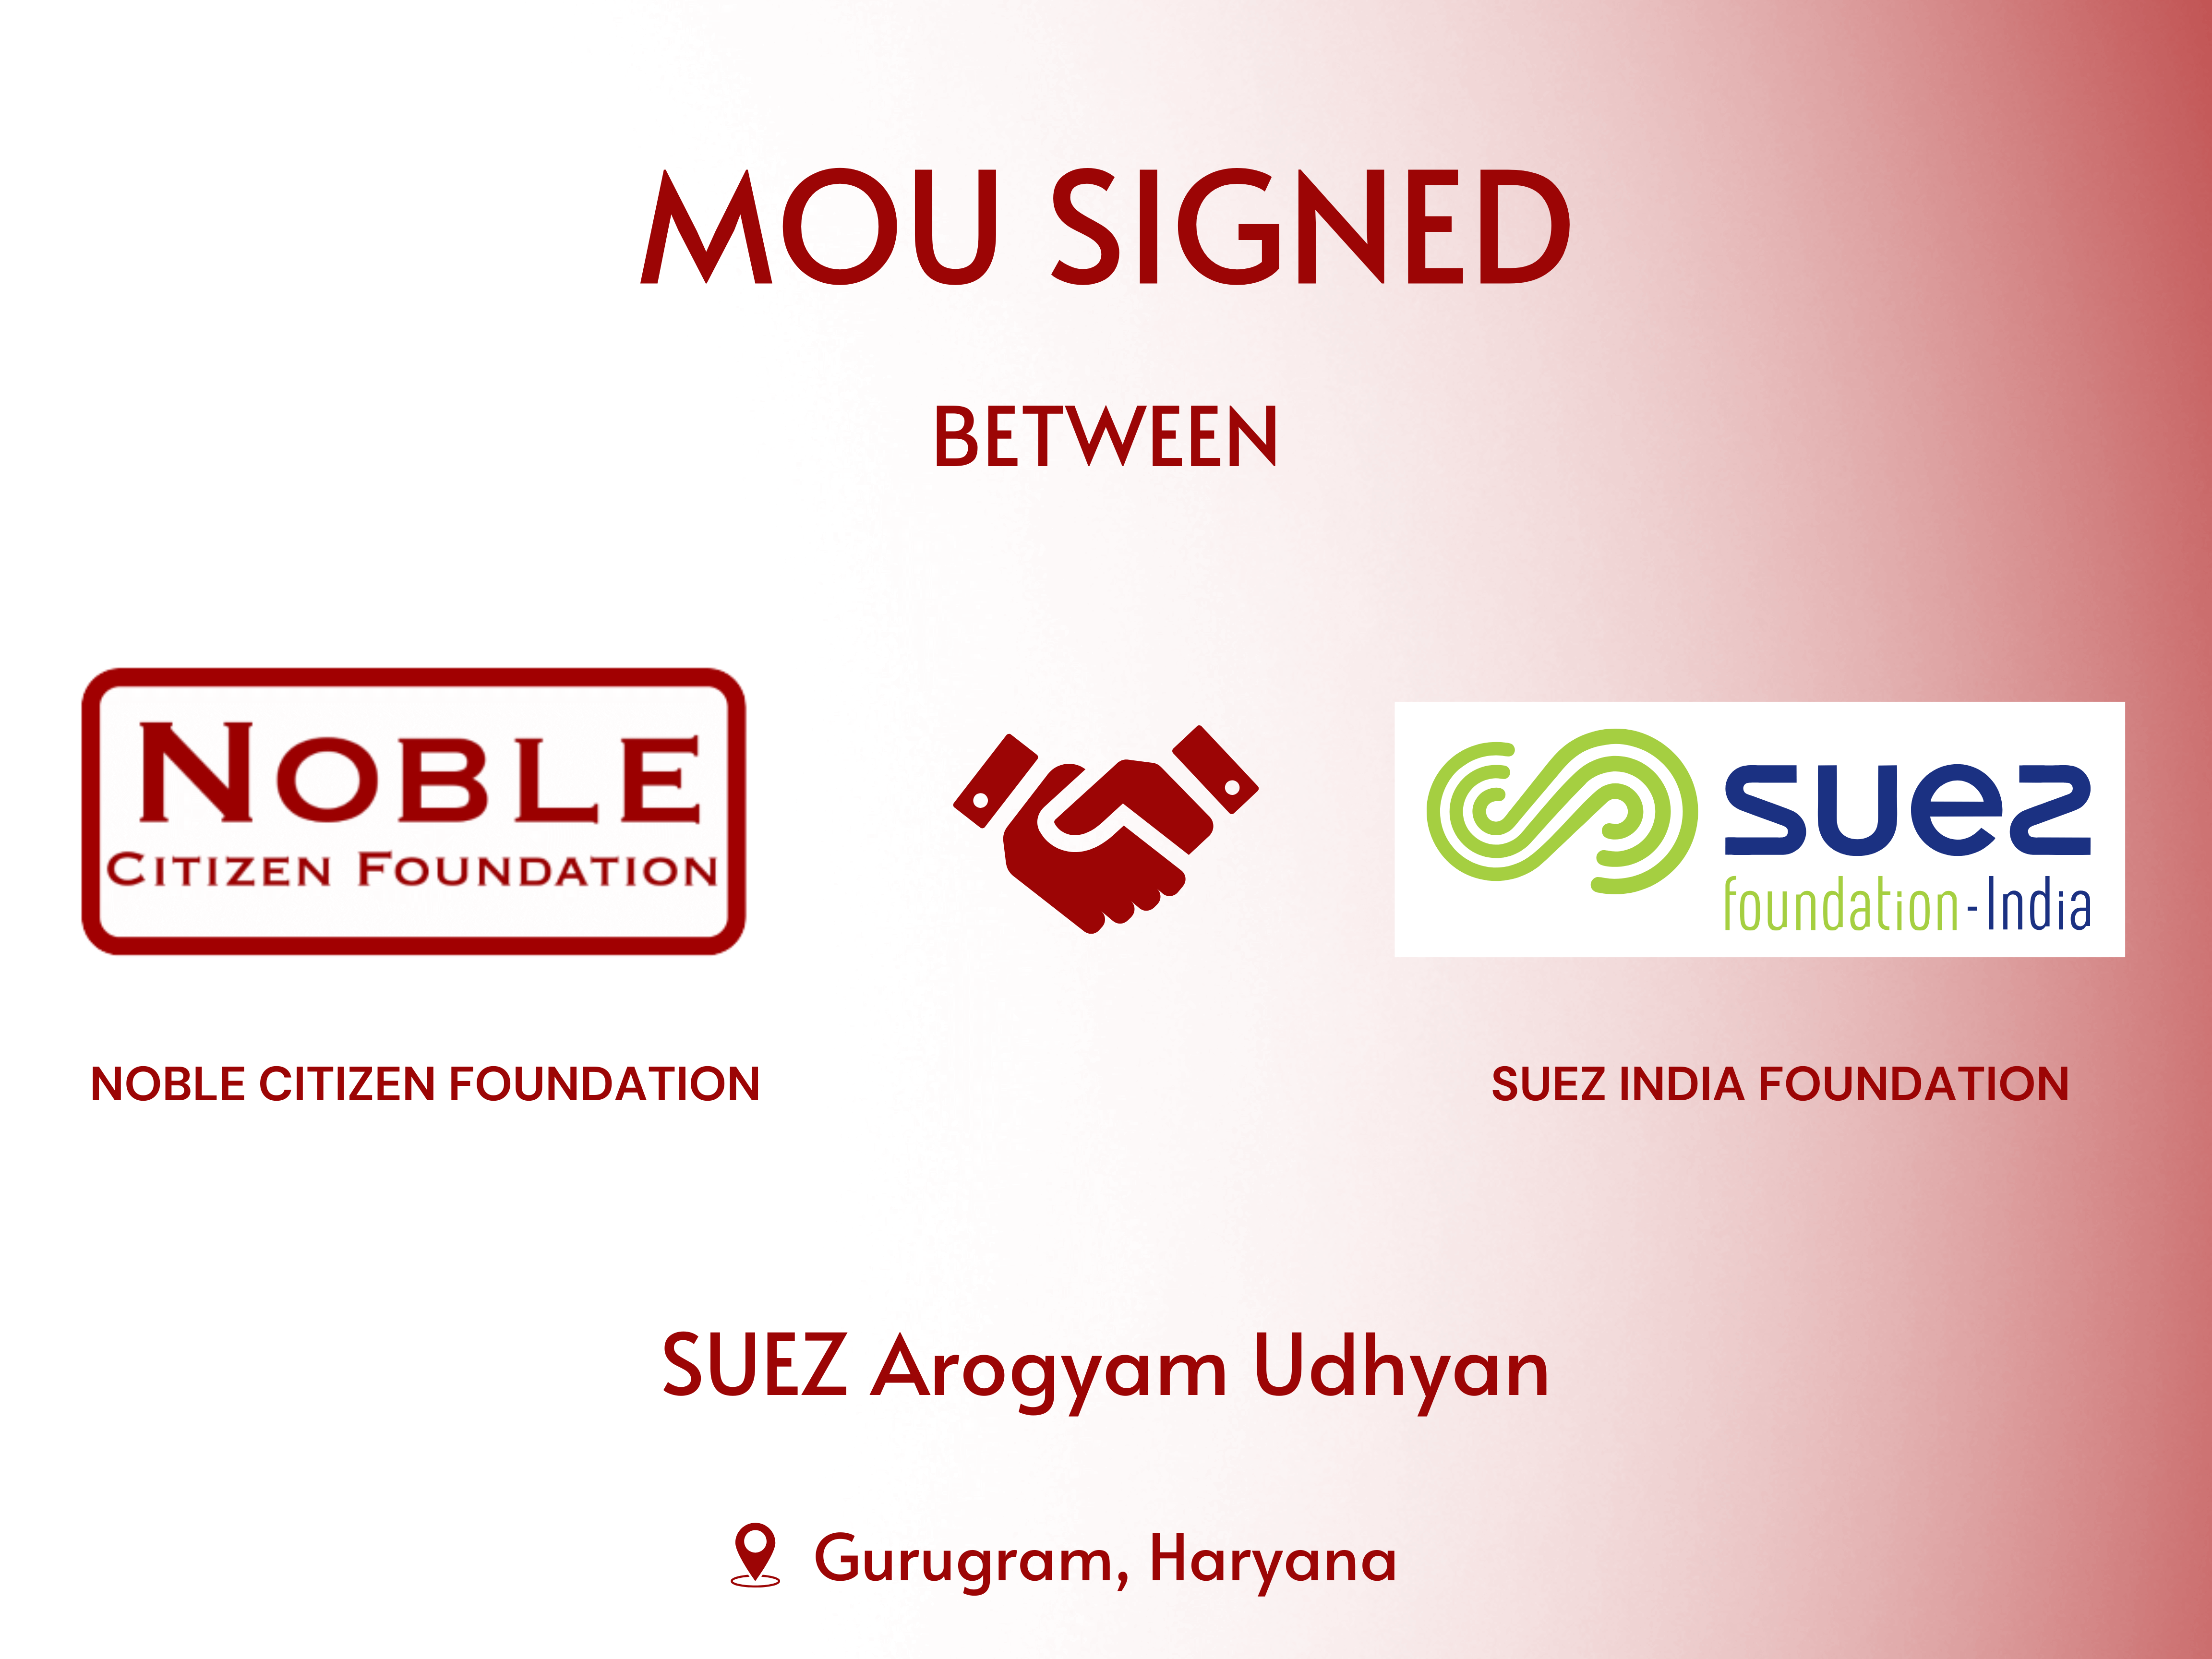 MOU SIGNED
BETWEEN
NOBLE
CITIZEN FOUNDATION
suez
foundation-India
NOBLE CITIZEN FOUNDATION
SUEZ INDIA FOUNDATION
SUEZ Arogyam Udhyan
Gurugram, Haryana